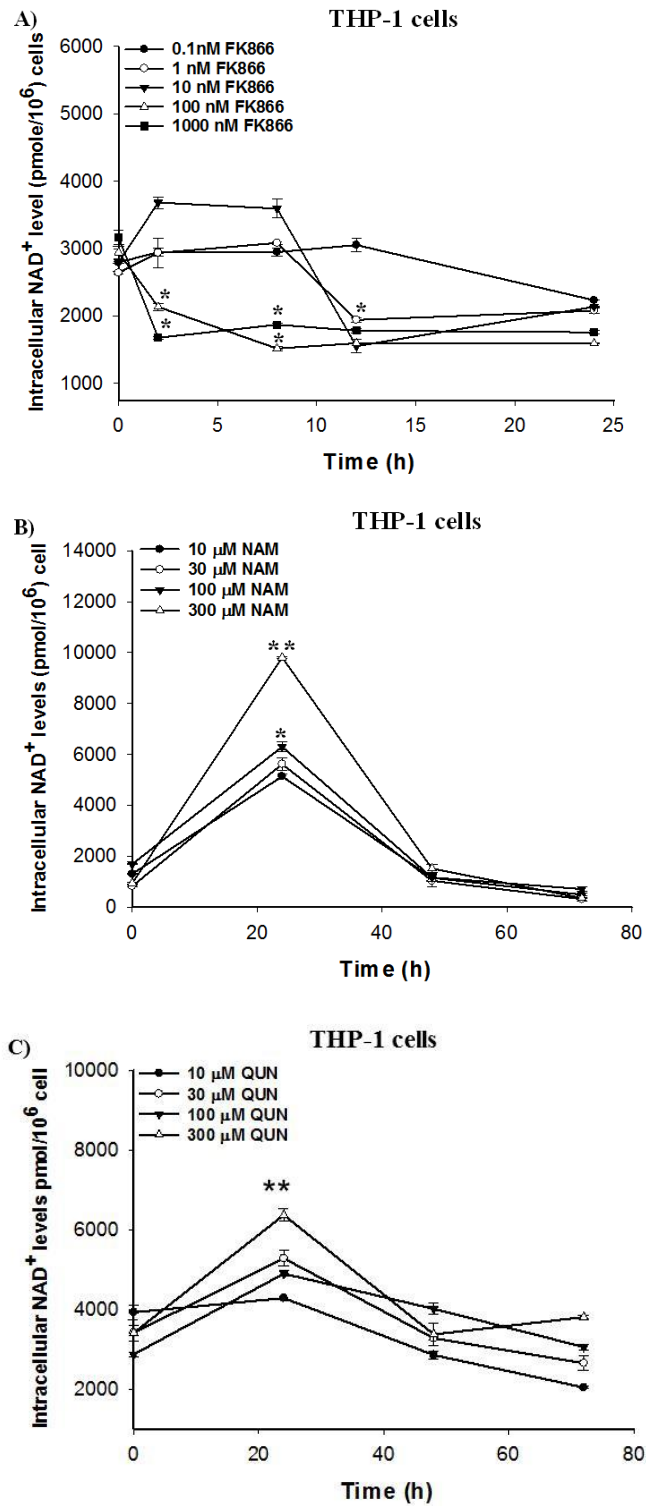 A)
THP-1 cells
0.1nM FK866
1 nM FK866
10 nM FK866
100 nM FK866
1000 nM FK866
Intracellular NAD⁺ level (pmole/10⁶) cells
6000
5000
4000
3000
2000
1000
*
*
*
*
*
0 5 10 15 20 25
Time (h)
B)
THP-1 cells
10 μM NAM
30 μM NAM
100 μM NAM
300 μM NAM
Intracellular NAD⁺ levels (pmol/10⁶) cell
14000
12000
10000
8000
6000
4000
2000
0
**
*
0 20 40 60 80
Time (h)
C)
THP-1 cells
10 μM QUN
30 μM QUN
100 μM QUN
300 μM QUN
Intracellular NAD⁺ levels pmol/10⁶ cell
10000
8000
6000
4000
2000
**
0 20 40 60 80
Time (h)